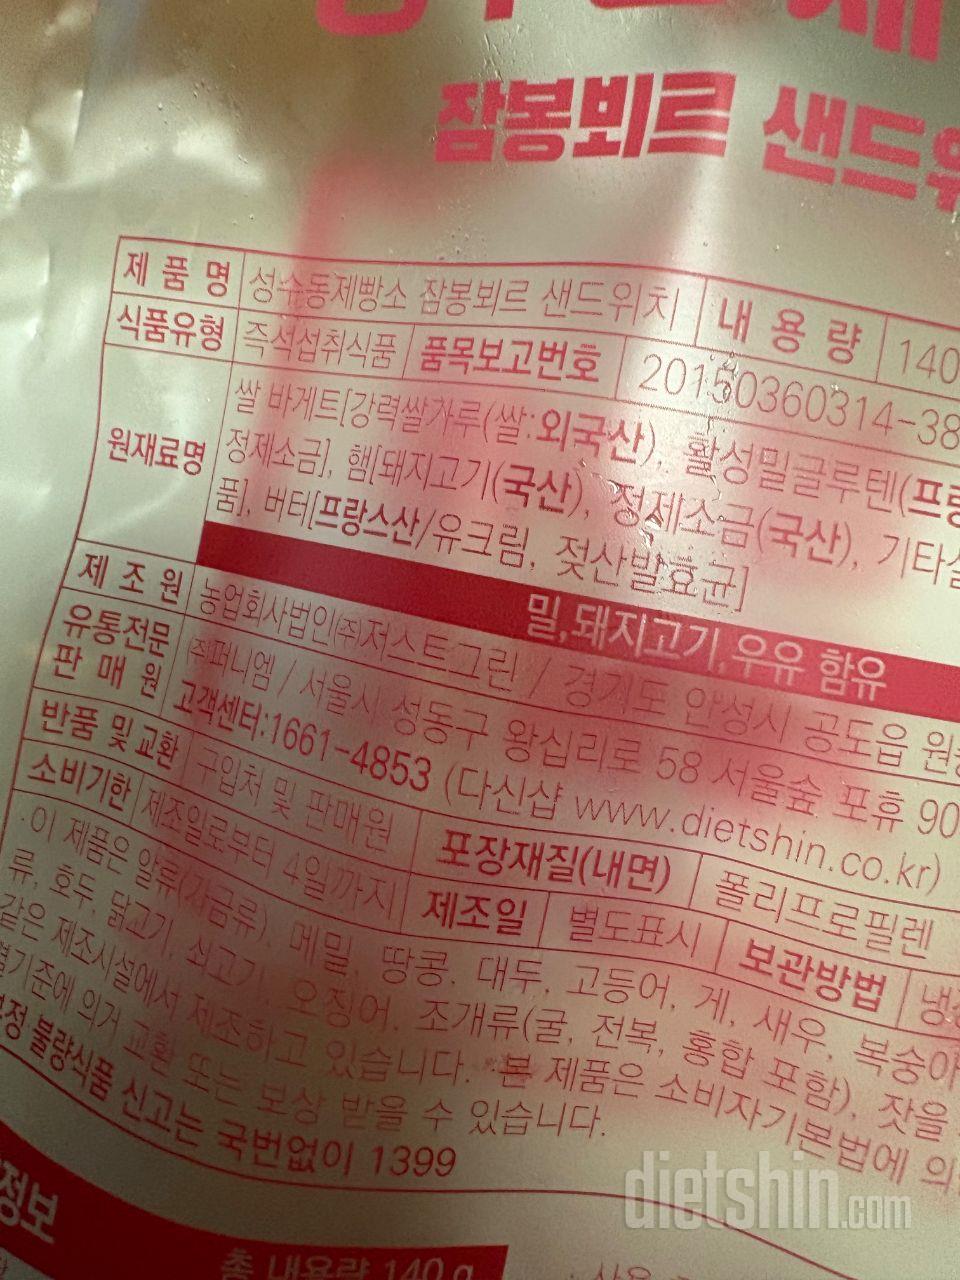 잠봉뵈르 샌드위
제 품 명 성수동제빵소 잠봉뵈르 샌드위치 내 용 량 140
식품유형 즉석섭취식품 품목보고번호 20150360314-38
원재료명 쌀 바게트[강력쌀가루(쌀:외국산), 활성밀글루텐(프랑
정제소금], 햄[돼지고기(국산), 정제소금(국산), 기타
품], 버터[프랑스산/유크림, 젖산발효균]
밀,돼지고기,우유 함유
제 조 원 농업회사법인㈜저스트그린 / 경기도 안성시 공도읍
유통전문판 매 원 ㈜퍼니엠 / 서울시 성동구 왕십리로 58 서울숲 포휴 90
고객센터:1661-4853 (다신샵 www.dietshin.co.kr)
반품 및 교환 구입처 및 판매원 포장재질(내면) 폴리프로필렌
소비기한 제조일로부터 4일까지 제조일 별도표시 보관방법
·이 제품은 알류(가금류), 메밀, 땅콩, 대두, 고등어, 게, 새우, 복숭아
류, 호두, 닭고기, 쇠고기, 오징어, 조개류(굴, 전복, 홍합 포함), 잣을
같은 제조시설에서 제조하고 있습니다. 본 제품은 소비자기본법에 의
기준에 의거 교환 또는 보상 받을 수 있습니다.
불량식품 신고는 국번없이 1399
정보
총 내용량 140 g
dietshin.com